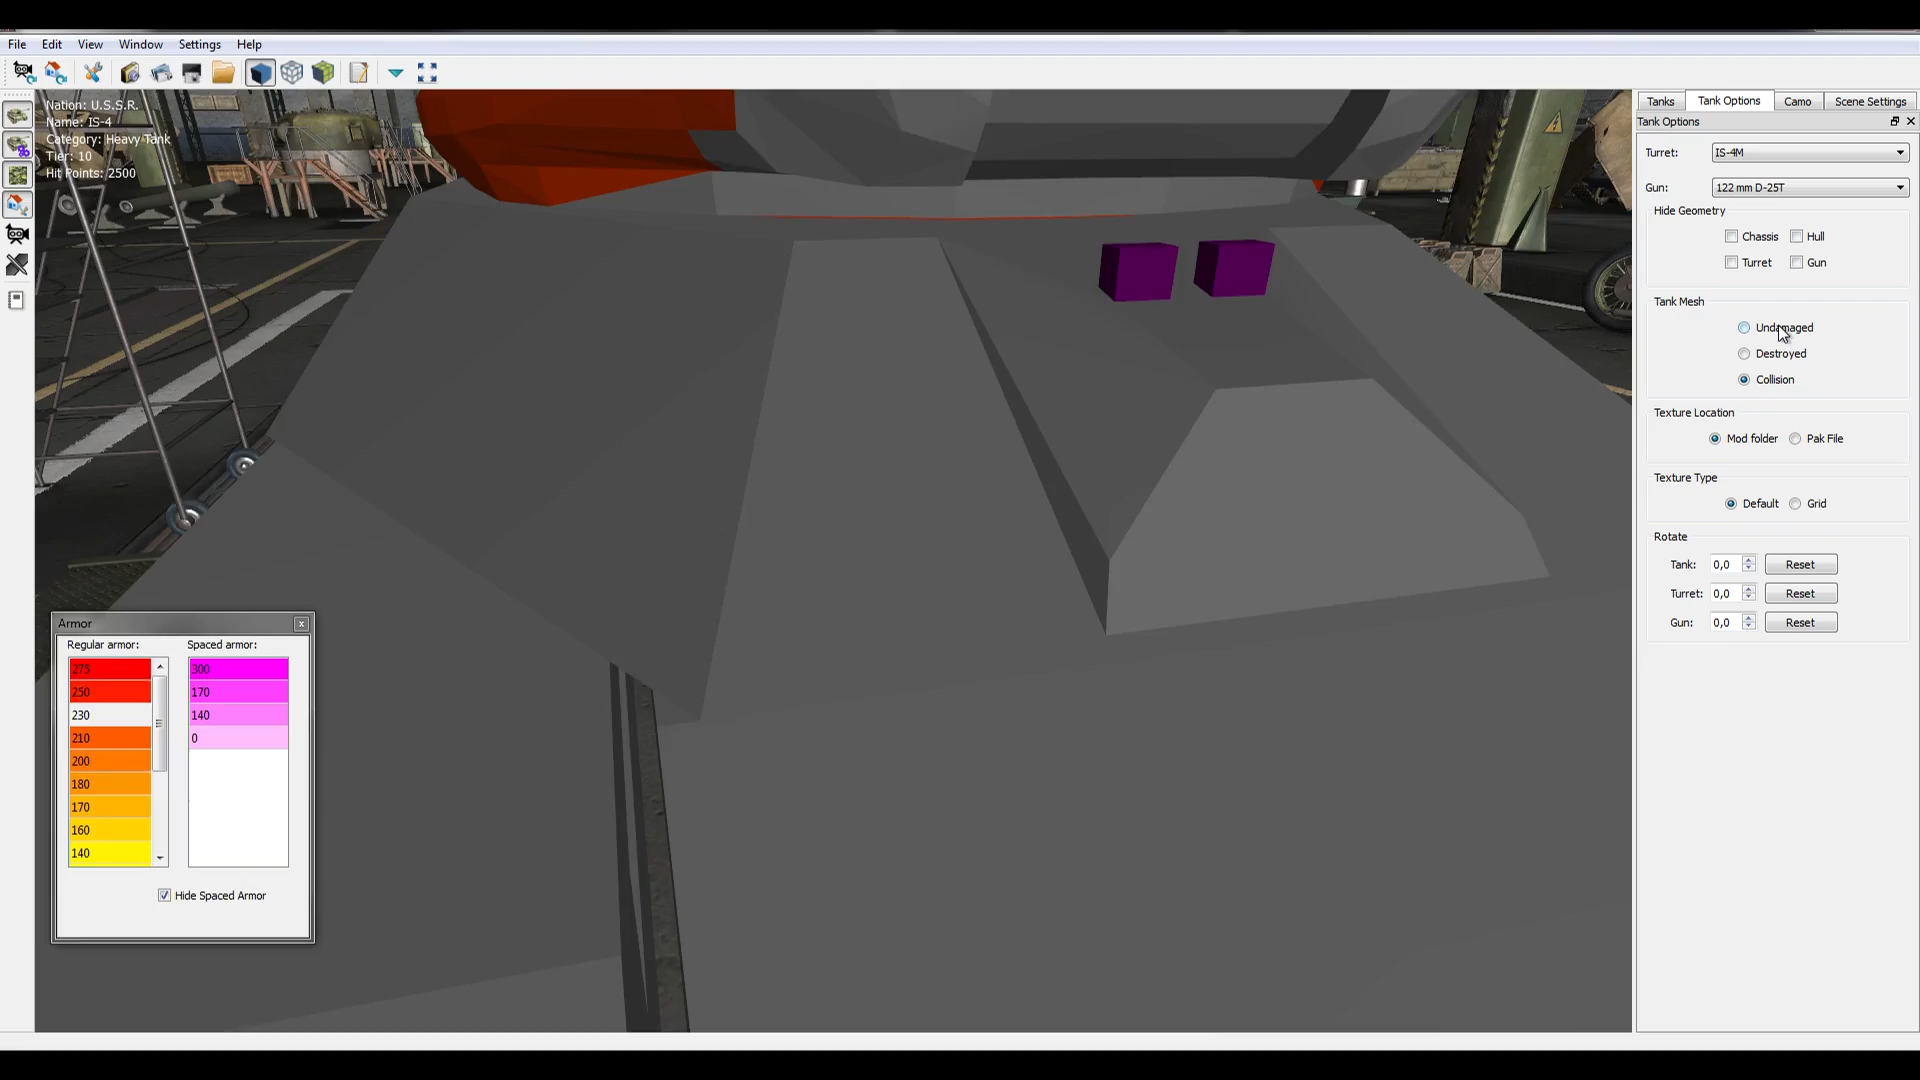 File Edit View Window Settings Help
Nation: U.S.S.R.
Name: IS-4
Category: Heavy Tank
Tier: 10
Hit Points: 2500
Tanks Tank Options Camo Scene Settings
Tank Options
Turret: IS-4M
Gun: 122 mm D-25T
Hide Geometry
Chassis Hull
Turret Gun
Tank Mesh
Undamaged
Destroyed
Collision
Texture Location
Mod folder Pak File
Texture Type
Default Grid
Rotate
Tank: 0,0 Reset
Turret: 0,0 Reset
Gun: 0,0 Reset
Armor
Regular armor: Spaced armor:
275 300
250 170
230 140
210 0
200
180
170
160
140
Hide Spaced Armor